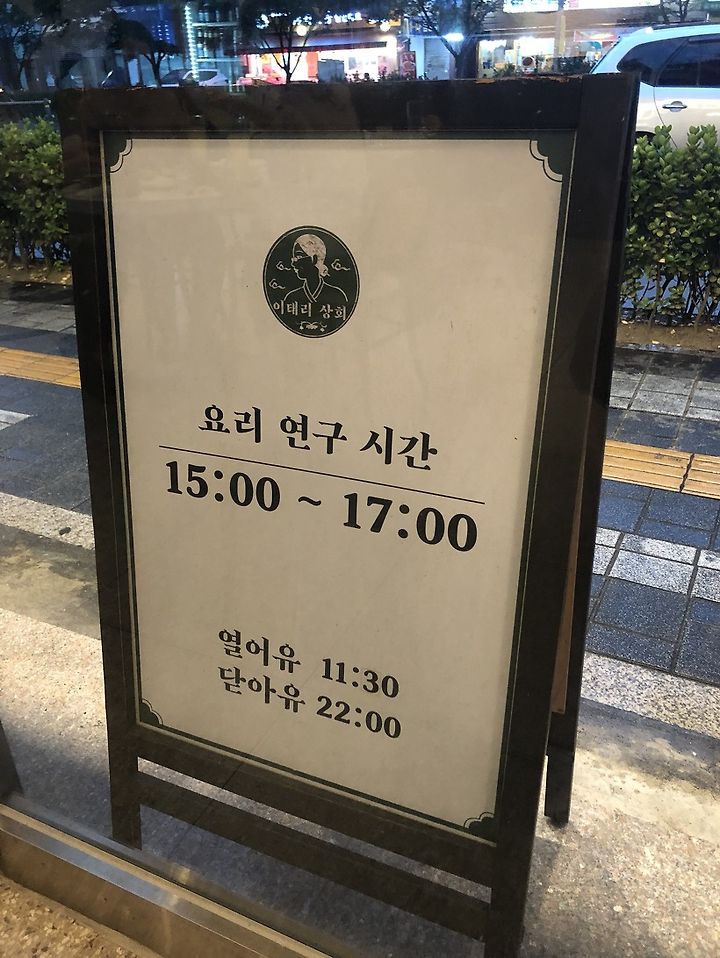 이태리 상회
요리 연구 시간
15:00 ~ 17:00
열어유 11:30
닫아유 22:00